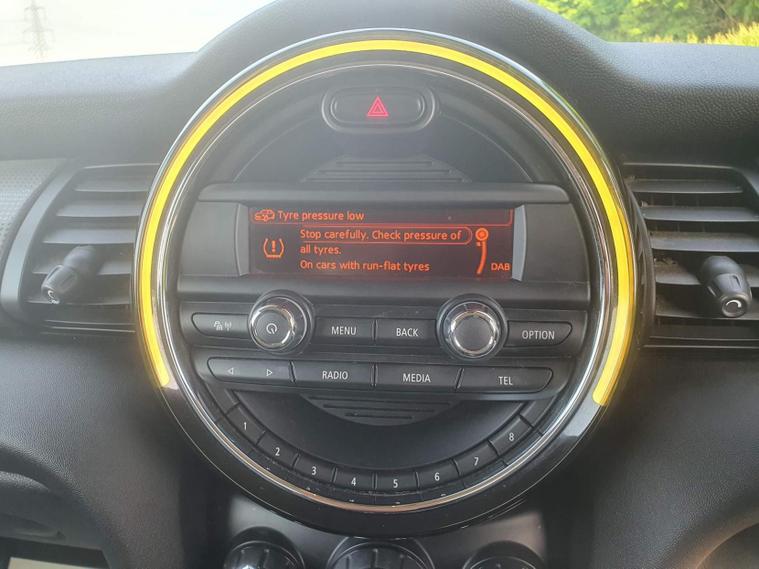 Tyre pressure low
Stop carefully. Check pressure of
all tyres.
On cars with run-flat tyres
DAB
MENU
BACK
OPTION
RADIO
MEDIA
TEL
1 2 3 4 5 6 7 8